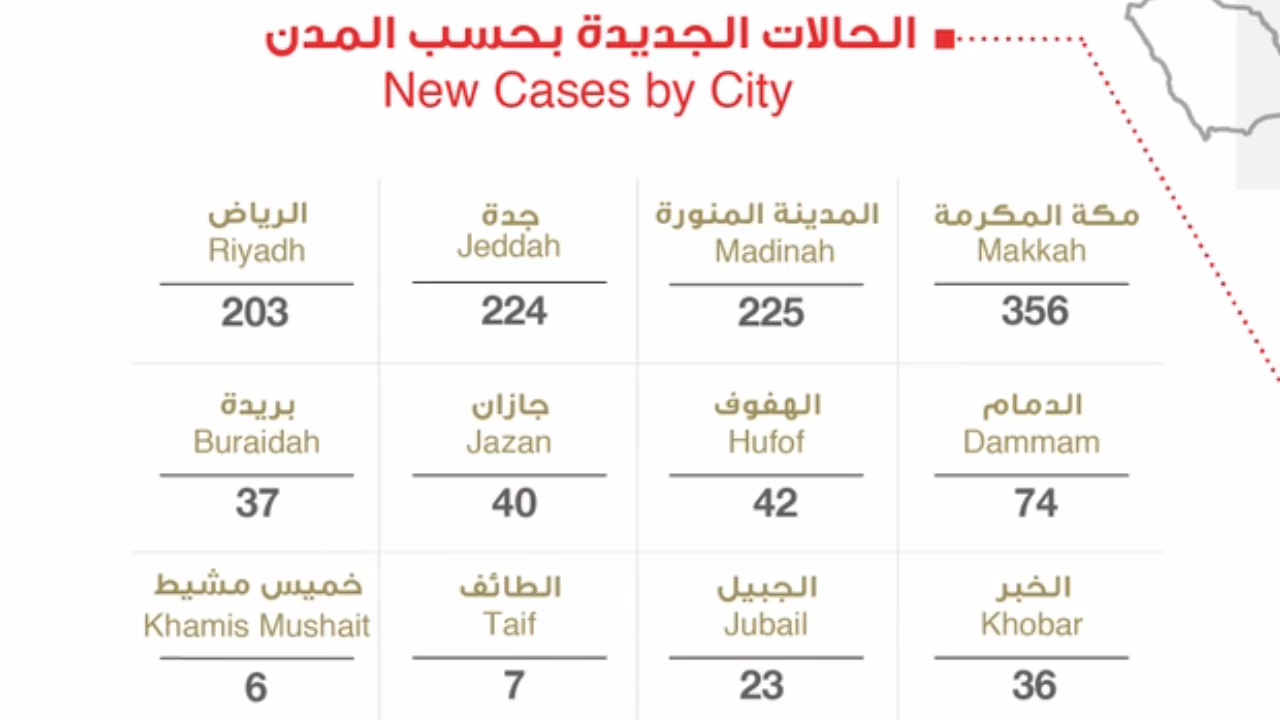 الحالات الجديدة بحسب المدن
New Cases by City
مكة المكرمة
Makkah
356
المدينة المنورة
Madinah
225
جدة
Jeddah
224
الرياض
Riyadh
203
الدمام
Dammam
74
الهفوف
Hufof
42
جازان
Jazan
40
بريدة
Buraidah
37
الخبر
Khobar
36
الجبيل
Jubail
23
الطائف
Taif
7
خميس مشيط
Khamis Mushait
6